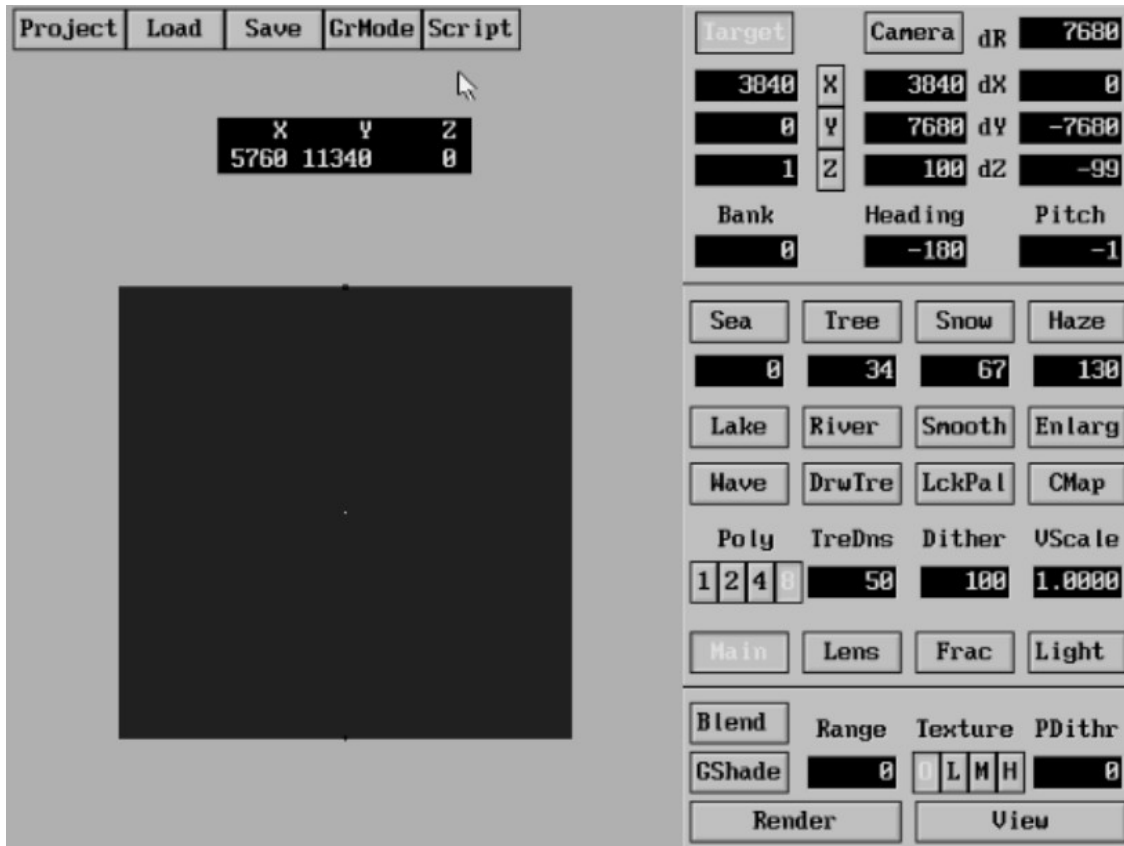 Project Load Save GrMode Script
X Y Z
5760 11340 0
Target Camera dR 7680
3840 X 3840 dX 0
0 Y 7680 dY -7680
1 Z 100 dZ -99
Bank Heading Pitch
0 -180 -1
Sea Tree Snow Haze
0 34 67 130
Lake River Smooth Enlarg
Wave DrwTre LckPal CMap
Poly TreDns Dither VScale
1 2 4 8 50 100 1.0000
Main Lens Frac Light
Blend Range Texture PDithr
GShade 0 O L M H 0
Render View